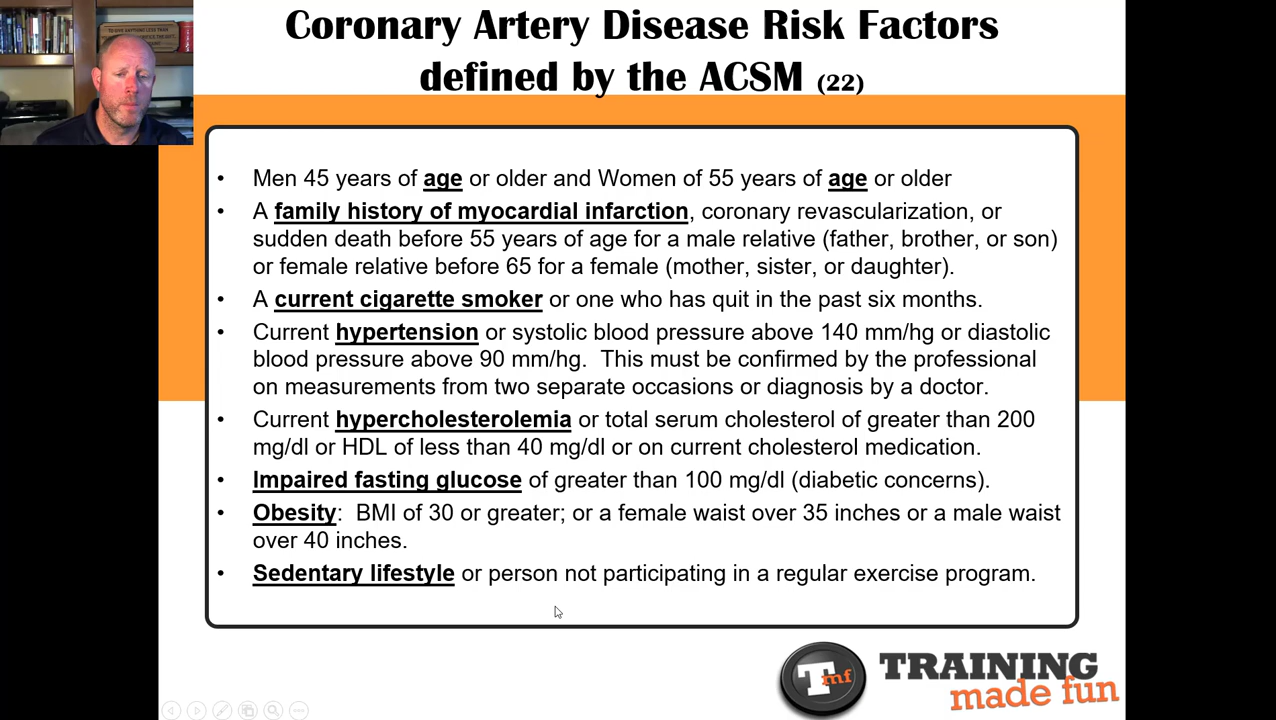 Coronary Artery Disease Risk Factors
defined by the ACSM (22)
• Men 45 years of age or older and Women of 55 years of age or older
• A family history of myocardial infarction, coronary revascularization, or
sudden death before 55 years of age for a male relative (father, brother, or son)
or female relative before 65 for a female (mother, sister, or daughter).
• A current cigarette smoker or one who has quit in the past six months.
• Current hypertension or systolic blood pressure above 140 mm/hg or diastolic
blood pressure above 90 mm/hg.  This must be confirmed by the professional
on measurements from two separate occasions or diagnosis by a doctor.
• Current hypercholesterolemia or total serum cholesterol of greater than 200
mg/dl or HDL of less than 40 mg/dl or on current cholesterol medication.
• Impaired fasting glucose of greater than 100 mg/dl (diabetic concerns).
• Obesity:  BMI of 30 or greater; or a female waist over 35 inches or a male waist
over 40 inches.
• Sedentary lifestyle or person not participating in a regular exercise program.
Tmf
TRAINING
made fun